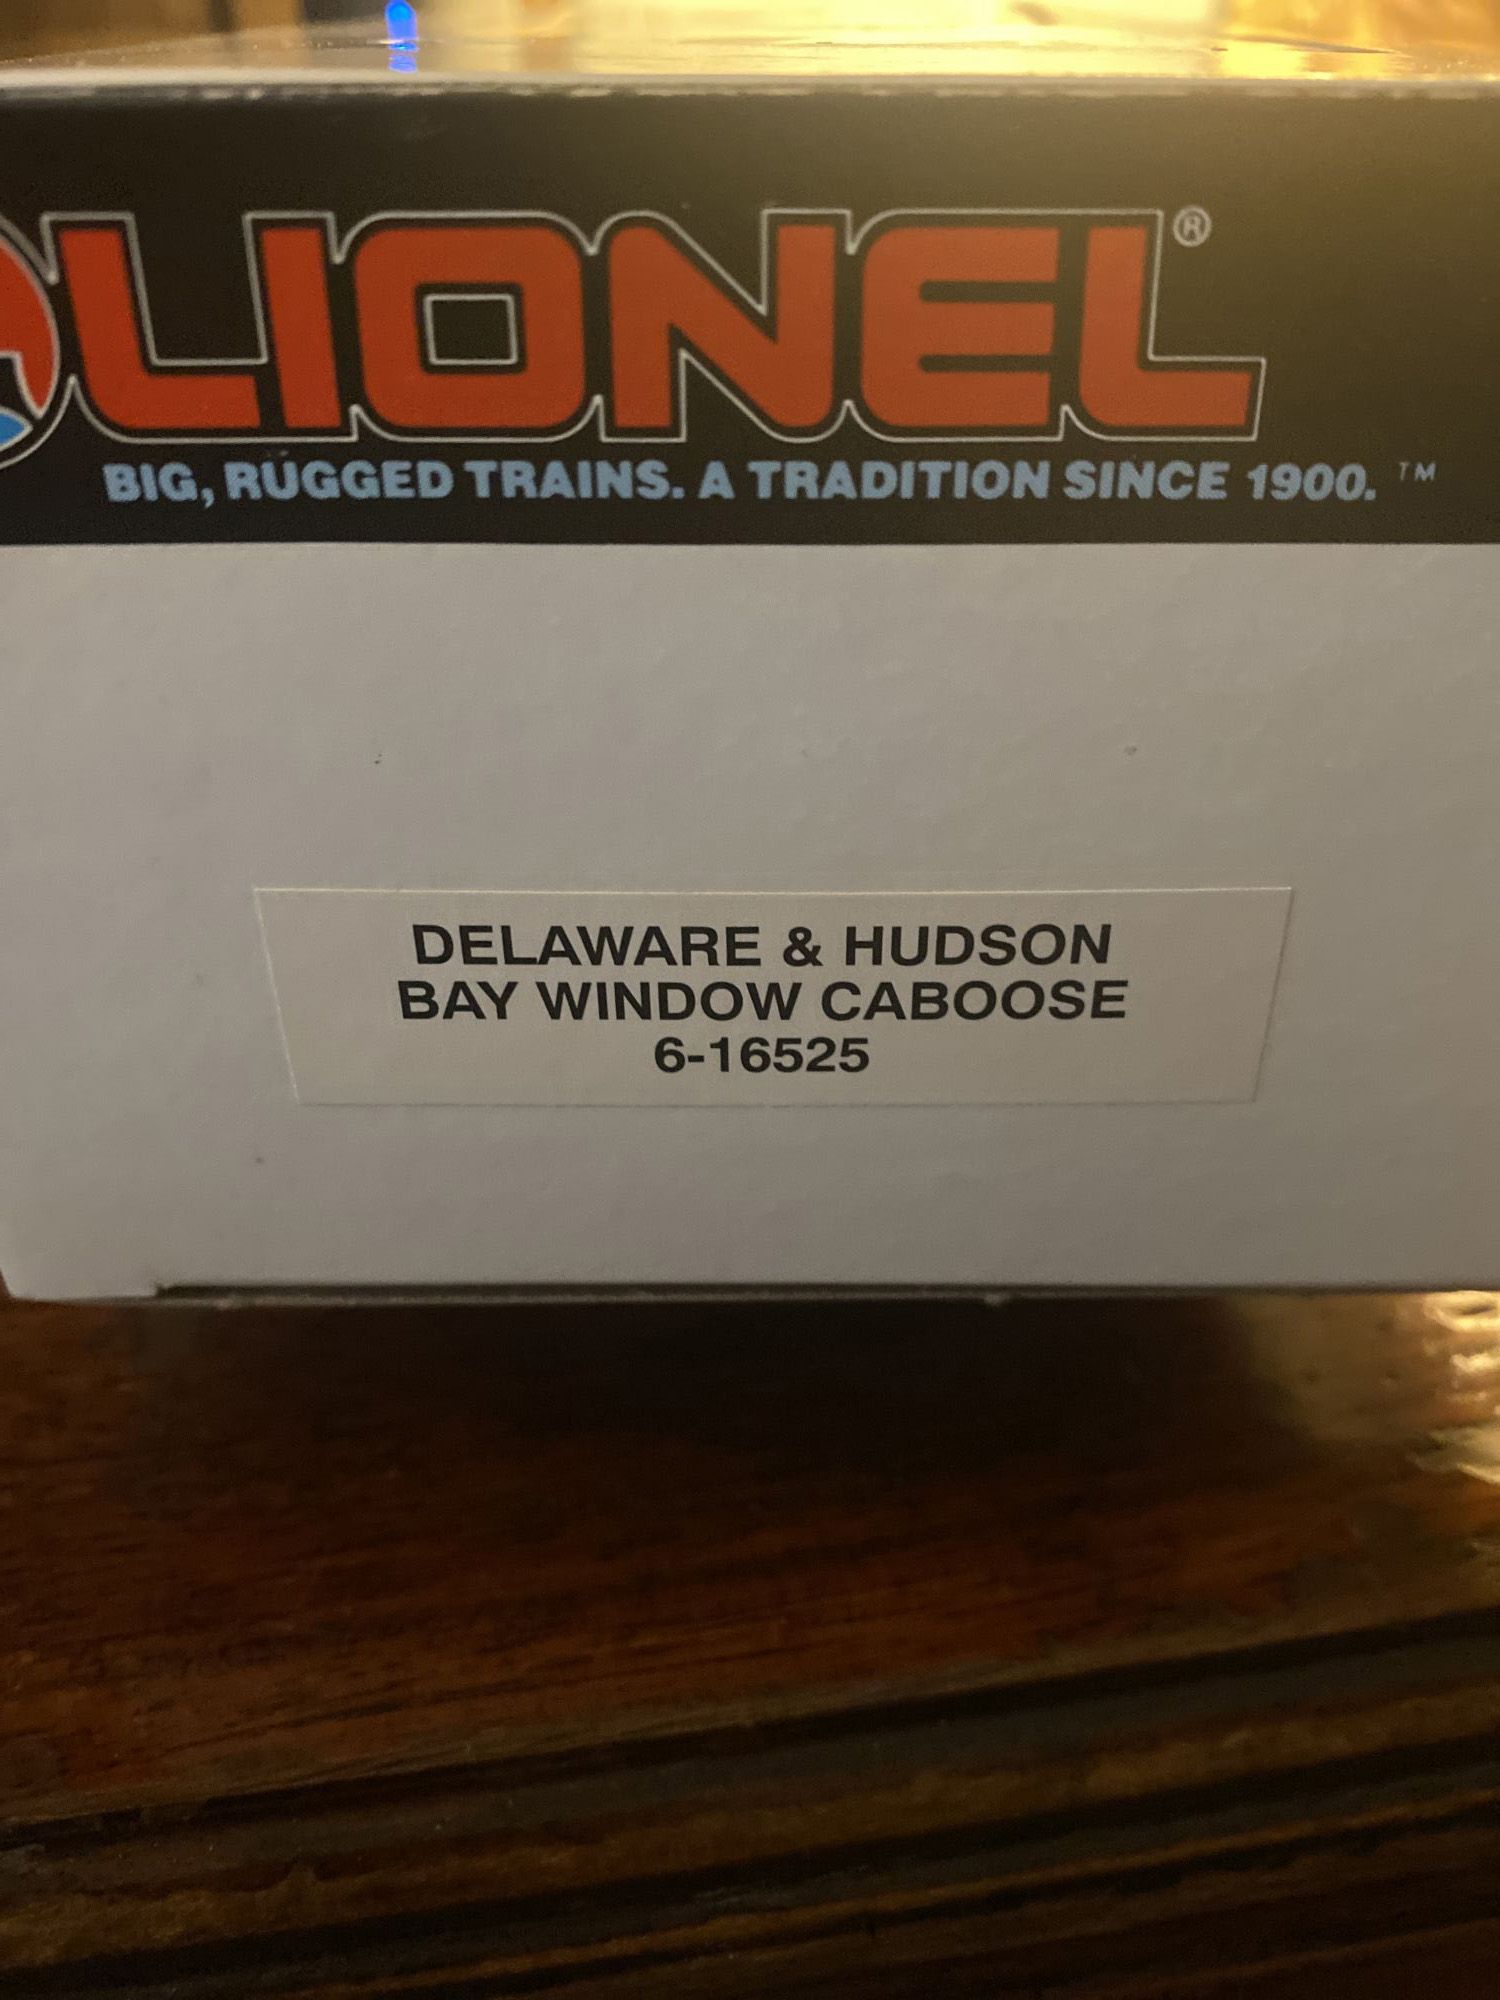 LIONEL®
BIG, RUGGED TRAINS. A TRADITION SINCE 1900. ™
DELAWARE & HUDSON
BAY WINDOW CABOOSE
6-16525